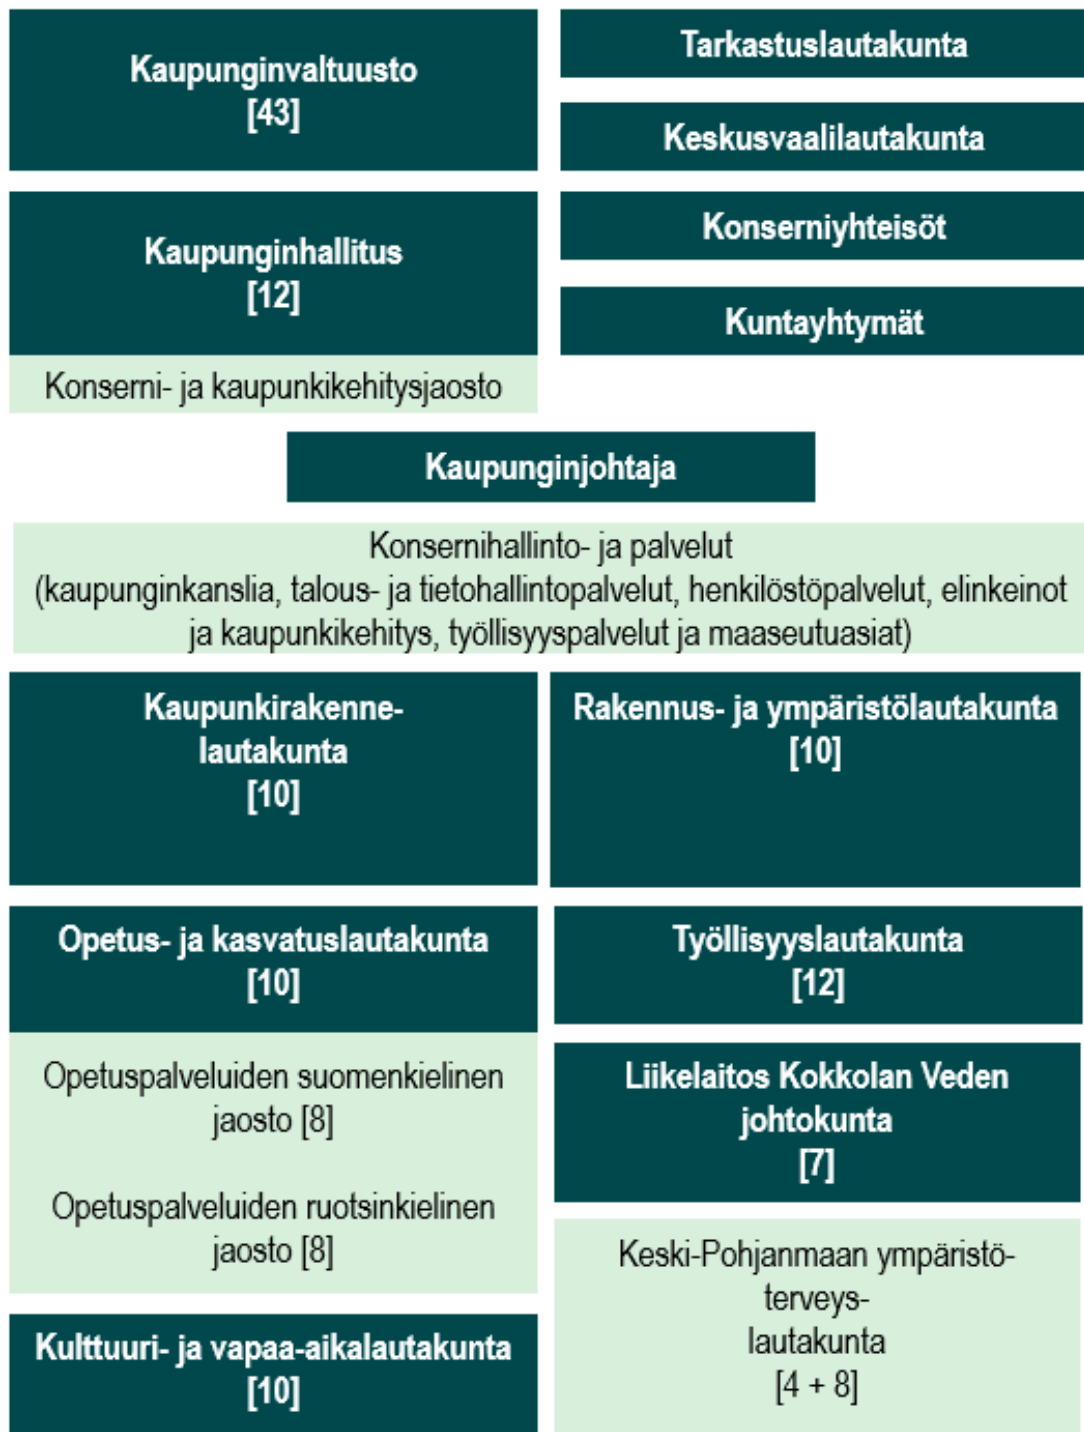 Kaupunginvaltuusto
[43]
Tarkastuslautakunta
Keskusvaalilautakunta
Kaupunginhallitus
[12]
Konserni- ja kaupunkikehitysjaosto
Konserniyhteisöt
Kuntayhtymät
Kaupunginjohtaja
Konsernihallinto- ja palvelut
(kaupunginkanslia, talous- ja tietohallintopalvelut, henkilöstöpalvelut, elinkeinot
ja kaupunkikehitys, työllisyyspalvelut ja maaseutuasiat)
Kaupunkirakenne-
lautakunta
[10]
Rakennus- ja ympäristölautakunta
[10]
Opetus- ja kasvatuslautakunta
[10]
Opetuspalveluiden suomenkielinen
jaosto [8]
Opetuspalveluiden ruotsinkielinen
jaosto [8]
Kulttuuri- ja vapaa-aikalautakunta
[10]
Työllisyyslautakunta
[12]
Liikelaitos Kokkolan Veden
johtokunta
[7]
Keski-Pohjanmaan ympäristö-
terveys-
lautakunta
[4 + 8]